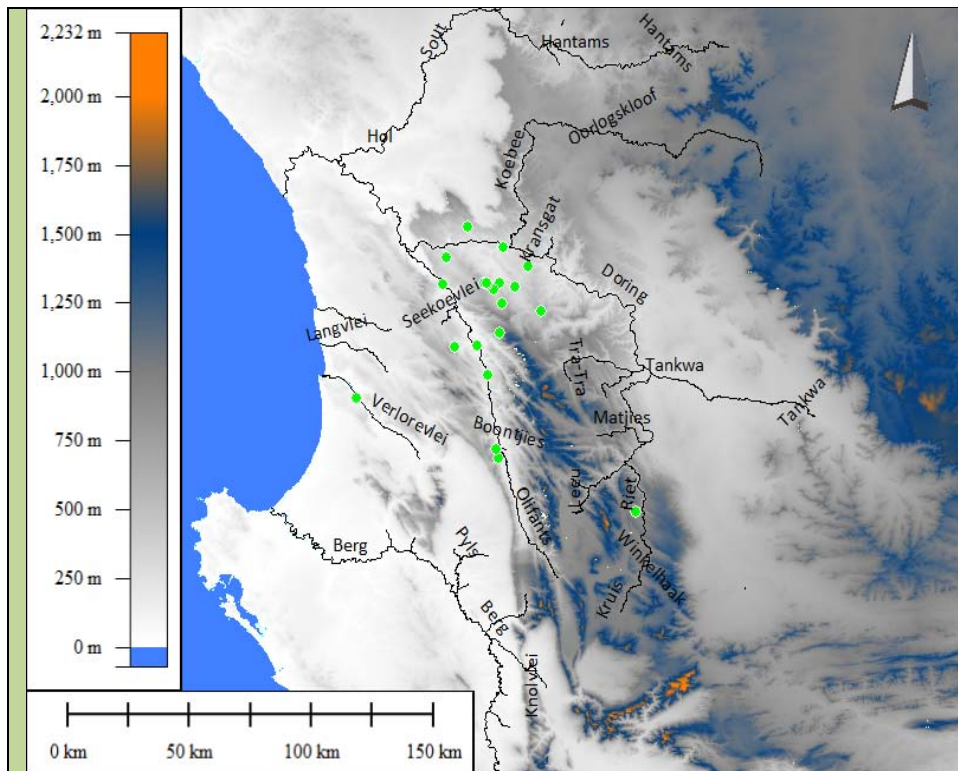 2,232 m
2,000 m
1,750 m
1,500 m
1,250 m
1,000 m
750 m
500 m
250 m
0 m
0 km 50 km 100 km 150 km
Sout
Hantams
Hantams
Hol
Koebee
Oorlogskloof
Kransgat
Doring
Seekoevlei
Langvlei
Tra-Tra
Tankwa
Tankwa
Verlorevlei
Boontjies
Matjies
Leeu
Riet
Olifants
Berg
Pyls
Winkelhaak
Kruis
Berg
Knolvlei